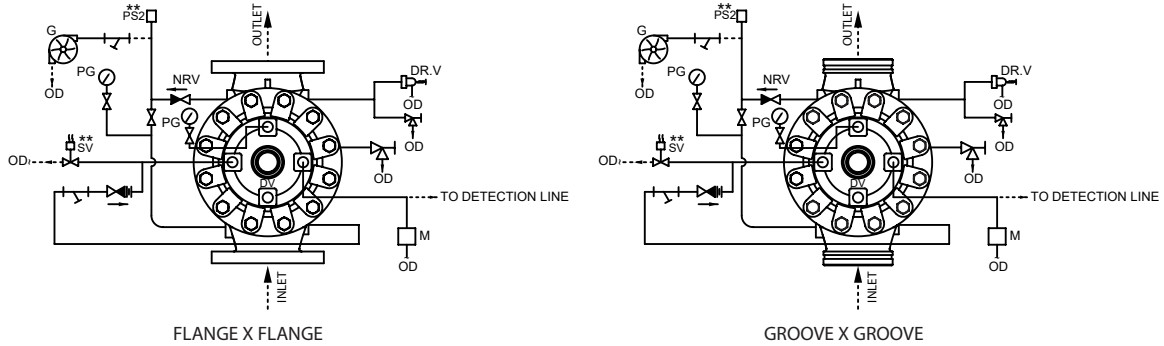 **
PS2
OUTLET
G
PG
NRV
DR.V
OD
OD
PG
OD
**
SV
OD
OD
DV
TO DETECTION LINE
M
OD
INLET
FLANGE X FLANGE
**
PS2
OUTLET
G
PG
NRV
DR.V
OD
OD
PG
OD
**
SV
OD
OD
DV
TO DETECTION LINE
M
OD
INLET
GROOVE X GROOVE